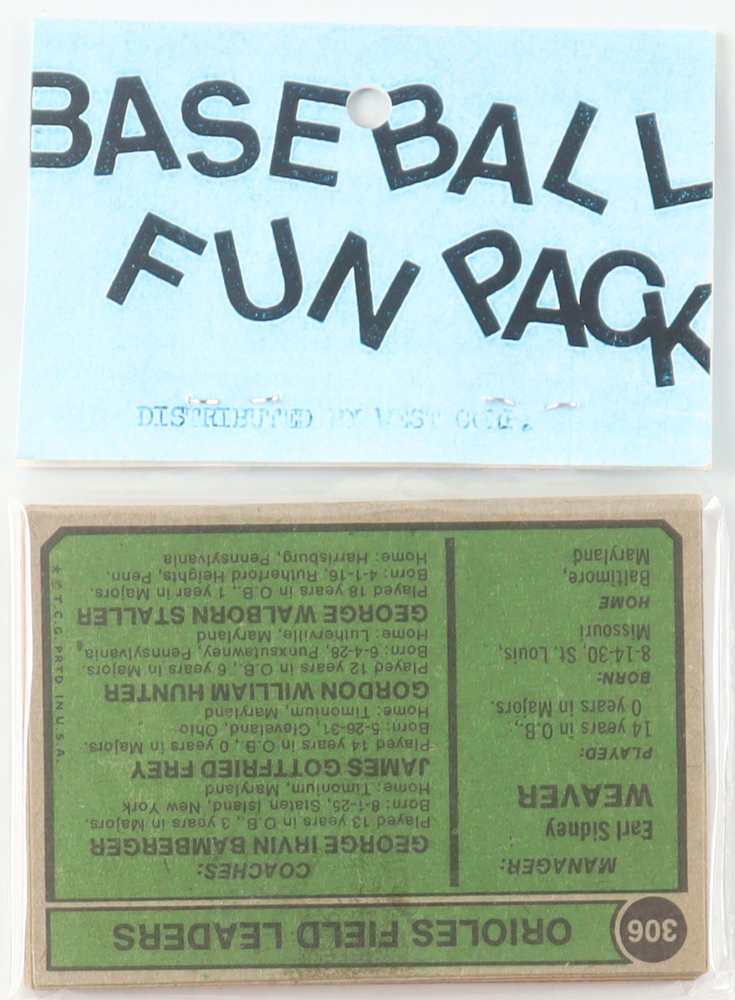 BASEBALL
FUN PACK
DISTRIBUTED BY WEST CORP.
306
ORIOLES FIELD LEADERS
MANAGER:
Earl Sidney
WEAVER
PLAYED:
14 years in O.B.,
0 years in Majors.
BORN:
8-14-30, St. Louis,
Missouri
HOME
Baltimore,
Maryland
COACHES:
GEORGE IRVIN BAMBERGER
Played 13 years in O.B., 3 years in Majors.
Born: 8-1-25, Staten Island, New York
Home: Timonium, Maryland
JAMES GOTTFRIED FREY
Played 14 years in O.B., 0 years in Majors.
Born: 5-26-31, Cleveland, Ohio
Home: Timonium, Maryland
GORDON WILLIAM HUNTER
Played 12 years in O.B., 6 years in Majors.
Born: 6-4-28, Punxsutawney, Pennsylvania
Home: Lutherville, Maryland
GEORGE WALBORN STALLER
Played 18 years in O.B., 1 year in Majors.
Born: 4-1-16, Rutherford Heights, Penn.
Home: Harrisburg, Pennsylvania
★★ © T.C.G. PRTD. IN U.S.A.